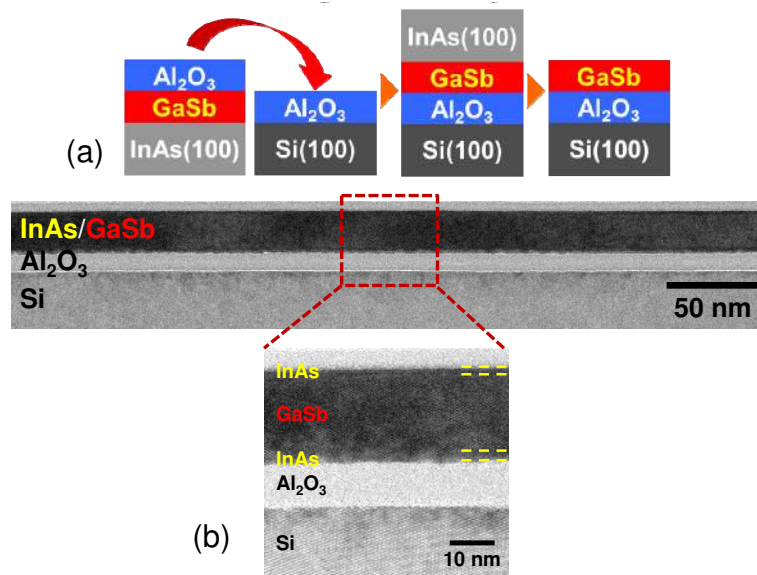 InAs(100)
Al₂O₃ GaSb GaSb
GaSb Al₂O₃ Al₂O₃ Al₂O₃
(a) InAs(100) Si(100) Si(100) Si(100)
InAs/GaSb
Al₂O₃
Si
50 nm
InAs
GaSb
InAs
Al₂O₃
Si
10 nm
(b)